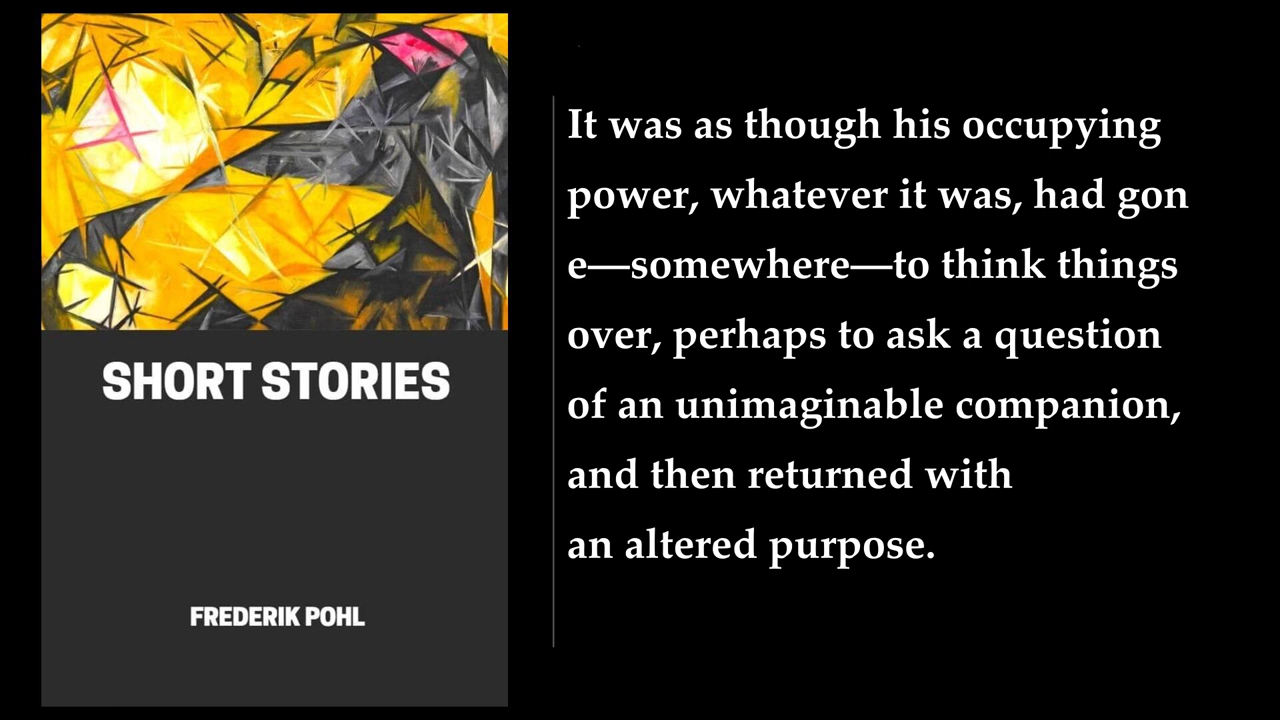 SHORT STORIES
FREDERIK POHL
It was as though his occupying
power, whatever it was, had gon
e—somewhere—to think things
over, perhaps to ask a question
of an unimaginable companion,
and then returned with
an altered purpose.